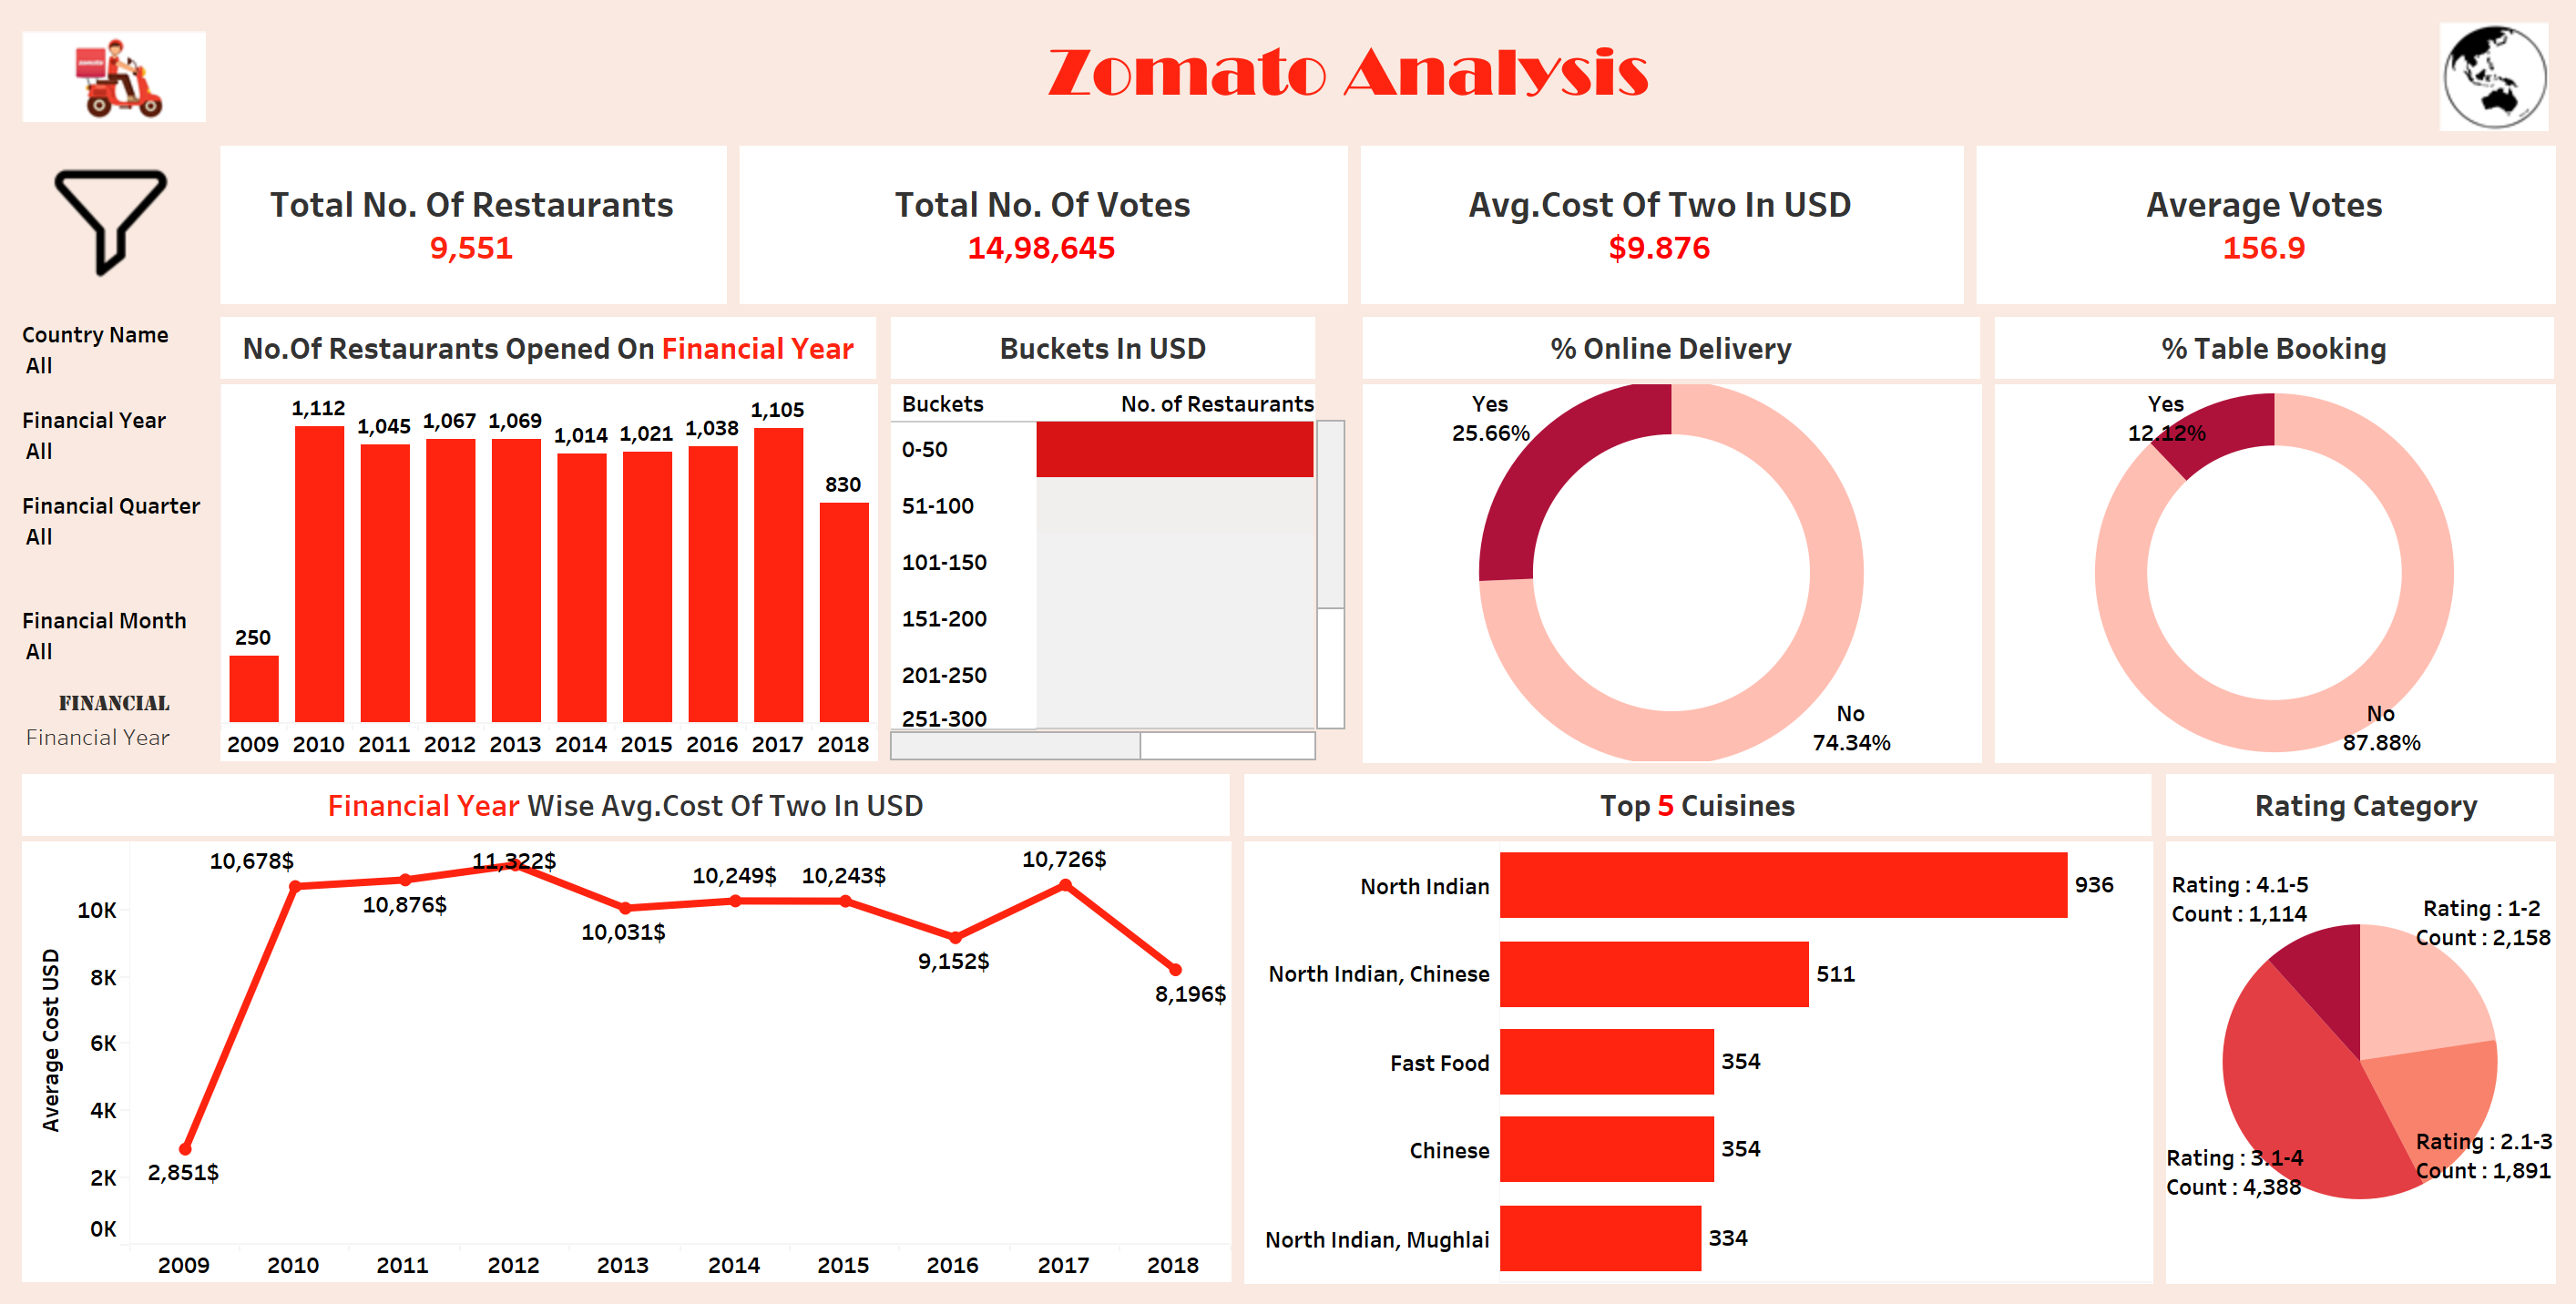 Zomato Analysis
zomato
Total No. Of Restaurants
9,551
Total No. Of Votes
14,98,645
Avg.Cost Of Two In USD
$9.876
Average Votes
156.9
Country Name
All
Financial Year
All
Financial Quarter
All
Financial Month
All
FINANCIAL
Financial Year
No.Of Restaurants Opened On Financial Year
250
1,112
1,045
1,067
1,069
1,014
1,021
1,038
1,105
830
2009 2010 2011 2012 2013 2014 2015 2016 2017 2018
Buckets In USD
Buckets No. of Restaurants
0-50
51-100
101-150
151-200
201-250
251-300
% Online Delivery
Yes
25.66%
No
74.34%
% Table Booking
Yes
12.12%
No
87.88%
Financial Year Wise Avg.Cost Of Two In USD
Average Cost USD
10K
8K
6K
4K
2K
0K
2,851$
10,678$
10,876$
11,322$
10,031$
10,249$
10,243$
9,152$
10,726$
8,196$
2009 2010 2011 2012 2013 2014 2015 2016 2017 2018
Top 5 Cuisines
North Indian 936
North Indian, Chinese 511
Fast Food 354
Chinese 354
North Indian, Mughlai 334
Rating Category
Rating : 4.1-5
Count : 1,114
Rating : 1-2
Count : 2,158
Rating : 2.1-3
Count : 1,891
Rating : 3.1-4
Count : 4,388